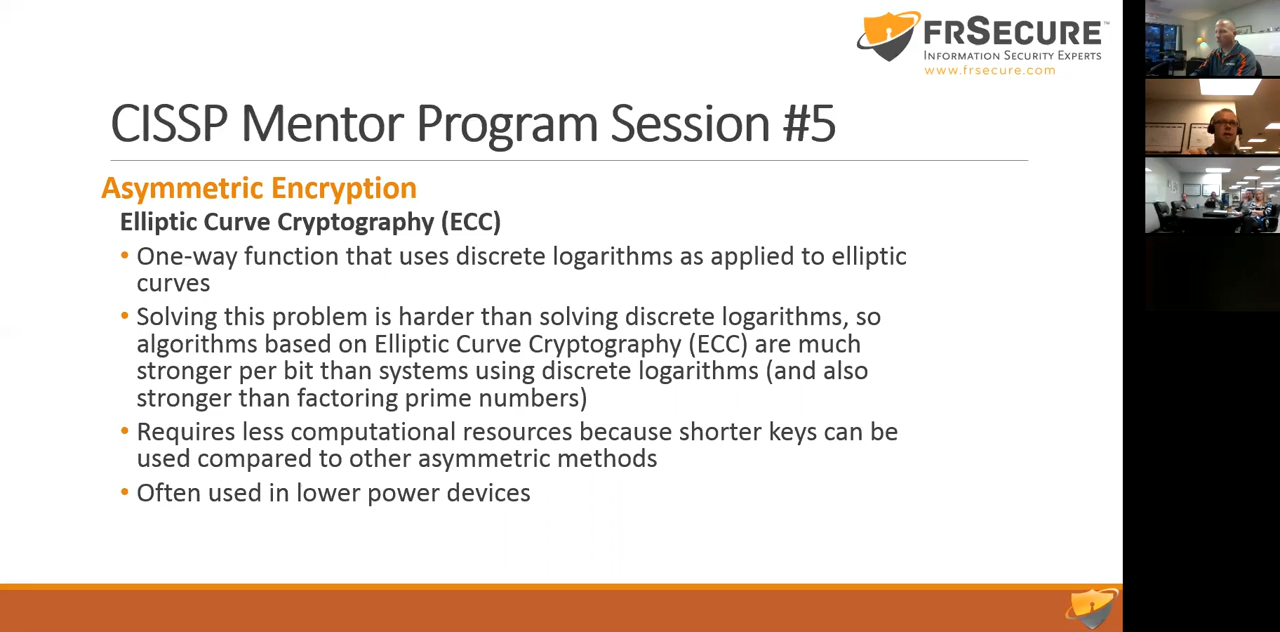 FRSECURE™
INFORMATION SECURITY EXPERTS
www.frsecure.com
CISSP Mentor Program Session #5
Asymmetric Encryption
Elliptic Curve Cryptography (ECC)
• One-way function that uses discrete logarithms as applied to elliptic
curves
• Solving this problem is harder than solving discrete logarithms, so
algorithms based on Elliptic Curve Cryptography (ECC) are much
stronger per bit than systems using discrete logarithms (and also
stronger than factoring prime numbers)
• Requires less computational resources because shorter keys can be
used compared to other asymmetric methods
• Often used in lower power devices